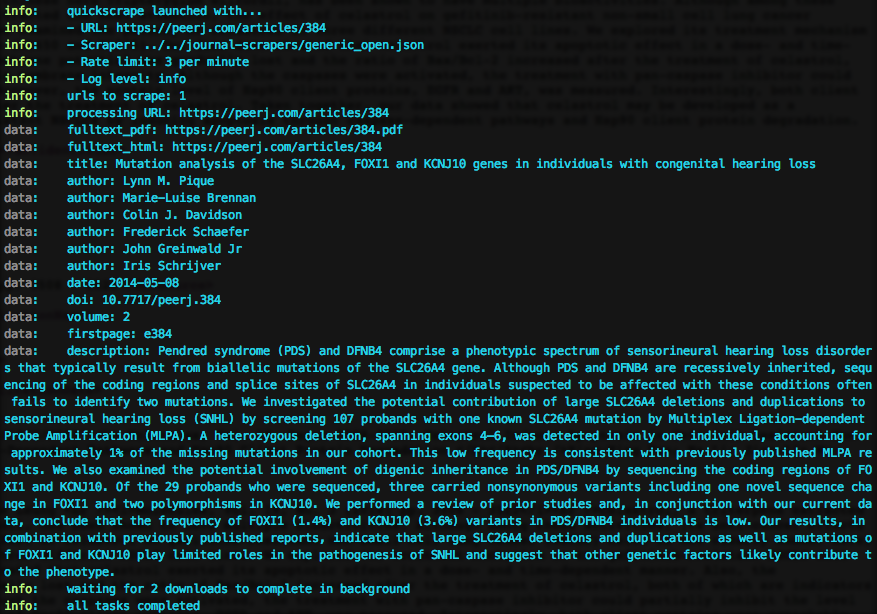 info:    quickscrape launched with...
info:    - URL: https://peerj.com/articles/384
info:    - Scraper: ../../journal-scrapers/generic_open.json
info:    - Rate limit: 3 per minute
info:    - Log level: info
info:    urls to scrape: 1
info:    processing URL: https://peerj.com/articles/384
data:    fulltext_pdf: https://peerj.com/articles/384.pdf
data:    fulltext_html: https://peerj.com/articles/384
data:    title: Mutation analysis of the SLC26A4, FOXI1 and KCNJ10 genes in individuals with congenital hearing loss
data:    author: Lynn M. Pique
data:    author: Marie-Luise Brennan
data:    author: Colin J. Davidson
data:    author: Frederick Schaefer
data:    author: John Greinwald Jr
data:    author: Iris Schrijver
data:    date: 2014-05-08
data:    doi: 10.7717/peerj.384
data:    volume: 2
data:    firstpage: e384
data:    description: Pendred syndrome (PDS) and DFNB4 comprise a phenotypic spectrum of sensorineural hearing loss disorder
s that typically result from biallelic mutations of the SLC26A4 gene. Although PDS and DFNB4 are recessively inherited, sequ
encing of the coding regions and splice sites of SLC26A4 in individuals suspected to be affected with these conditions often
 fails to identify two mutations. We investigated the potential contribution of large SLC26A4 deletions and duplications to
sensorineural hearing loss (SNHL) by screening 107 probands with one known SLC26A4 mutation by Multiplex Ligation-dependent
Probe Amplification (MLPA). A heterozygous deletion, spanning exons 4–6, was detected in only one individual, accounting for
 approximately 1% of the missing mutations in our cohort. This low frequency is consistent with previously published MLPA re
sults. We also examined the potential involvement of digenic inheritance in PDS/DFNB4 by sequencing the coding regions of FO
XI1 and KCNJ10. Of the 29 probands who were sequenced, three carried nonsynonymous variants including one novel sequence cha
nge in FOXI1 and two polymorphisms in KCNJ10. We performed a review of prior studies and, in conjunction with our current da
ta, conclude that the frequency of FOXI1 (1.4%) and KCNJ10 (3.6%) variants in PDS/DFNB4 individuals is low. Our results, in
combination with previously published reports, indicate that large SLC26A4 deletions and duplications as well as mutations o
f FOXI1 and KCNJ10 play limited roles in the pathogenesis of SNHL and suggest that other genetic factors likely contribute t
o the phenotype.
info:    waiting for 2 downloads to complete in background
info:    all tasks completed